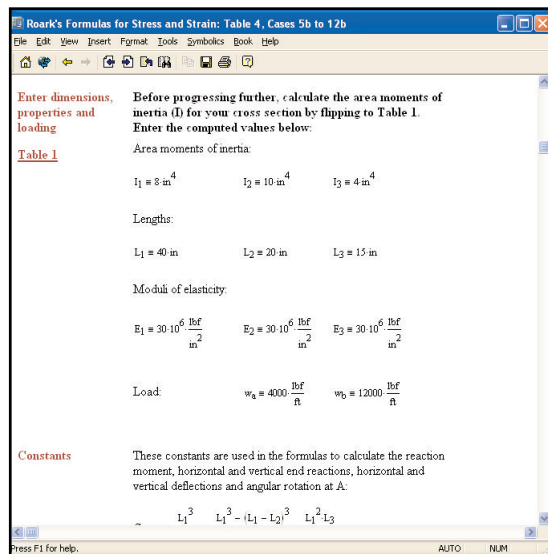 Roark's Formulas for Stress and Strain: Table 4, Cases 5b to 12b
File Edit View Insert Format Tools Symbolics Book Help
Enter dimensions, properties and loading
Table 1
Before progressing further, calculate the area moments of
inertia (I) for your cross section by flipping to Table 1.
Enter the computed values below:
Area moments of inertia:
I₁ ≡ 8·in⁴ I₂ ≡ 10·in⁴ I₃ ≡ 4·in⁴
Lengths:
L₁ ≡ 40·in L₂ ≡ 20·in L₃ ≡ 15·in
Moduli of elasticity:
E₁ ≡ 30·10⁶·lbf/in² E₂ ≡ 30·10⁶·lbf/in² E₃ ≡ 30·10⁶·lbf/in²
Load: wₐ ≡ 4000·lbf/ft w_b ≡ 12000·lbf/ft
Constants
These constants are used in the formulas to calculate the reaction
moment, horizontal and vertical end reactions, horizontal and
vertical deflections and angular rotation at A:
L₁³ L₁³ − (L₁ − L₂)³ L₁²·L₃
Press F1 for help. AUTO NUM